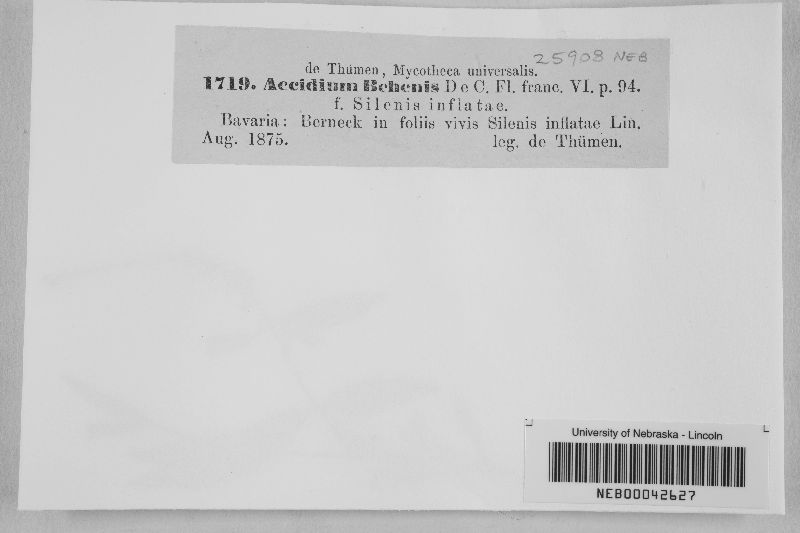 25908 NEB
de Thümen, Mycotheca universalis.
1719. Aecidium Behenis De C. Fl. franc. VI. p. 94.
f. Silenis inflatae.
Bavaria: Berneck in foliis vivis Silenis inflatae Lin.
Aug. 1875. leg. de Thümen.
University of Nebraska - Lincoln
NEB00042627